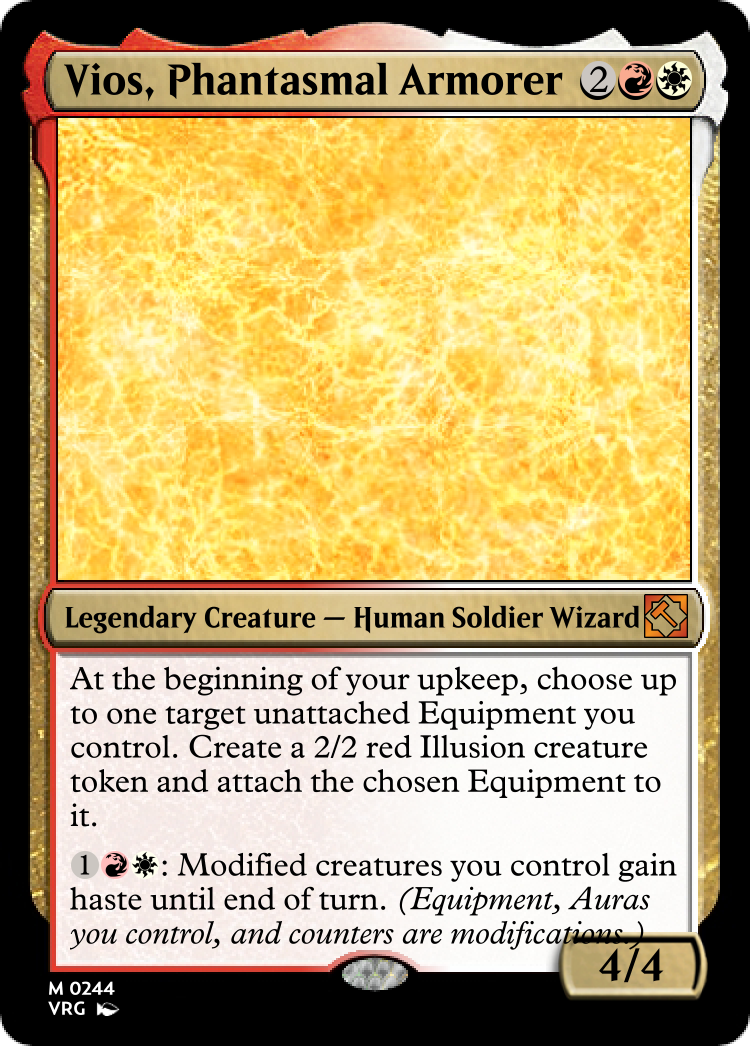 Vios, Phantasmal Armorer 2
Legendary Creature — Human Soldier Wizard
At the beginning of your upkeep, choose up
to one target unattached Equipment you
control. Create a 2/2 red Illusion creature
token and attach the chosen Equipment to
it.
1 : Modified creatures you control gain
haste until end of turn. (Equipment, Auras
you control, and counters are modifications.)
4/4
M 0244
VRG